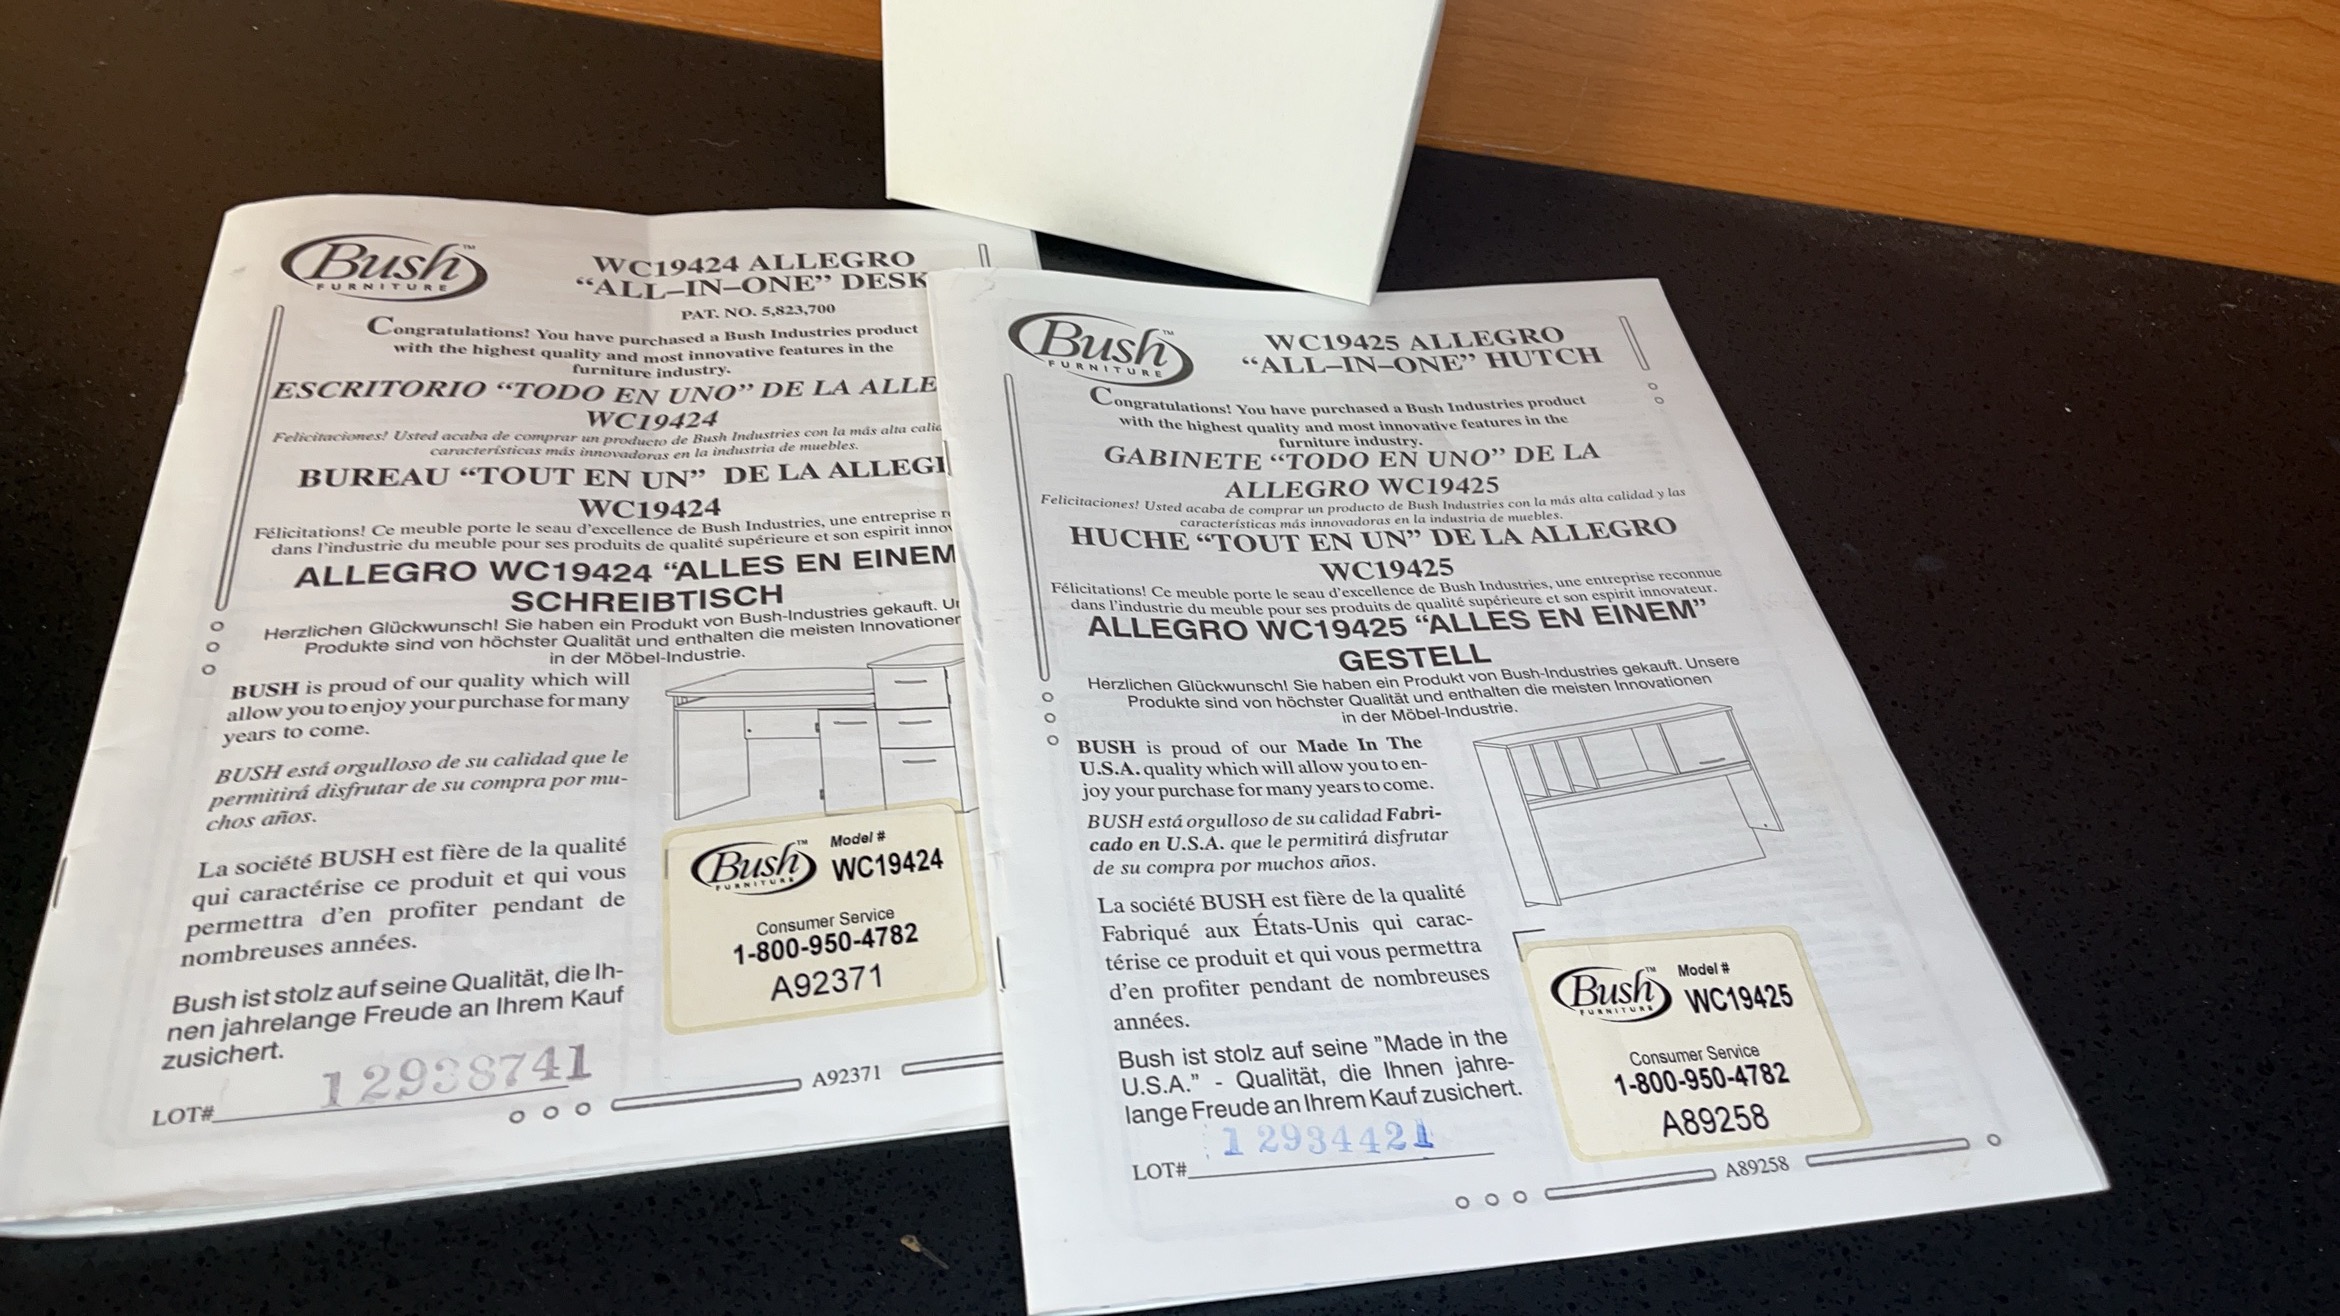 Bush™
FURNITURE
WC19424 ALLEGRO
“ALL–IN–ONE” DESK
PAT. NO. 5,823,700
Congratulations! You have purchased a Bush Industries product
with the highest quality and most innovative features in the
furniture industry.
ESCRITORIO “TODO EN UNO” DE LA
WC19424
Felicitaciones! Usted acaba de comprar un producto de Bush Industries con la más alta
características más innovadoras en la industria de muebles.
BUREAU “TOUT EN UN” DE LA
WC19424
Félicitations! Ce meuble porte le seau d'excellence de Bush Industries, une entreprise
dans l'industrie du meuble pour ses produits de qualité supérieure et son espirit
ALLEGRO WC19424 “ALLES EN EINEM
SCHREIBTISCH
Herzlichen Glückwunsch! Sie haben ein Produkt von Bush-Industries gekauft.
Produkte sind von höchster Qualität und enthalten die meisten
in der Möbel-Industrie.
BUSH is proud of our quality which will
allow you to enjoy your purchase for many
years to come.
BUSH está orgulloso de su calidad que le
permitirá disfrutar de su compra por mu-
chos años.
La société BUSH est fière de la qualité
qui caractérise ce produit et qui vous
permettra d'en profiter pendant de
nombreuses années.
Bush ist stolz auf seine Qualität, die Ih-
nen jahrelange Freude an Ihrem Kauf
zusichert.
LOT# 12938741
Bush™
FURNITURE
Model #
WC19424
Consumer Service
1-800-950-4782
A92371
A92371
Bush™
FURNITURE
WC19425 ALLEGRO
“ALL–IN–ONE” HUTCH
Congratulations! You have purchased a Bush Industries product
with the highest quality and most innovative features in the
furniture industry.
GABINETE “TODO EN UNO” DE LA
ALLEGRO WC19425
Felicitaciones! Usted acaba de comprar un producto de Bush Industries con la más alta calidad y las
características más innovadoras en la industria de muebles.
HUCHE “TOUT EN UN” DE LA ALLEGRO
WC19425
Félicitations! Ce meuble porte le seau d'excellence de Bush Industries, une entreprise reconnue
dans l'industrie du meuble pour ses produits de qualité supérieure et son espirit innovateur.
ALLEGRO WC19425 “ALLES EN EINEM”
GESTELL
Herzlichen Glückwunsch! Sie haben ein Produkt von Bush-Industries gekauft. Unsere
Produkte sind von höchster Qualität und enthalten die meisten Innovationen
in der Möbel-Industrie.
BUSH is proud of our Made In The
U.S.A. quality which will allow you to en-
joy your purchase for many years to come.
BUSH está orgulloso de su calidad Fabri-
cado en U.S.A. que le permitirá disfrutar
de su compra por muchos años.
La société BUSH est fière de la qualité
Fabriqué aux États-Unis qui carac-
térise ce produit et qui vous permettra
d'en profiter pendant de nombreuses
années.
Bush ist stolz auf seine ”Made in the
U.S.A.” - Qualität, die Ihnen jahre-
lange Freude an Ihrem Kauf zusichert.
LOT# 12934421
Bush™
FURNITURE
Model #
WC19425
Consumer Service
1-800-950-4782
A89258
A89258